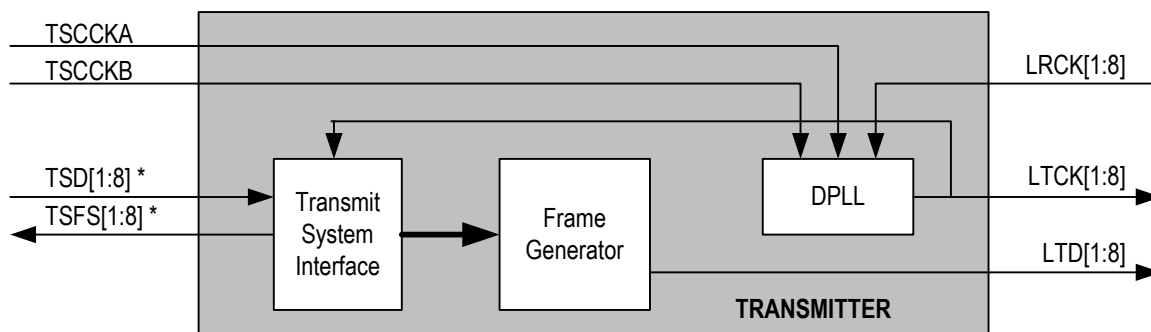 TSCCKA
TSCCKB
LRCK[1:8]
TSD[1:8] *
TSFS[1:8] *
Transmit
System
Interface
Frame
Generator
DPLL
LTCK[1:8]
LTD[1:8]
TRANSMITTER